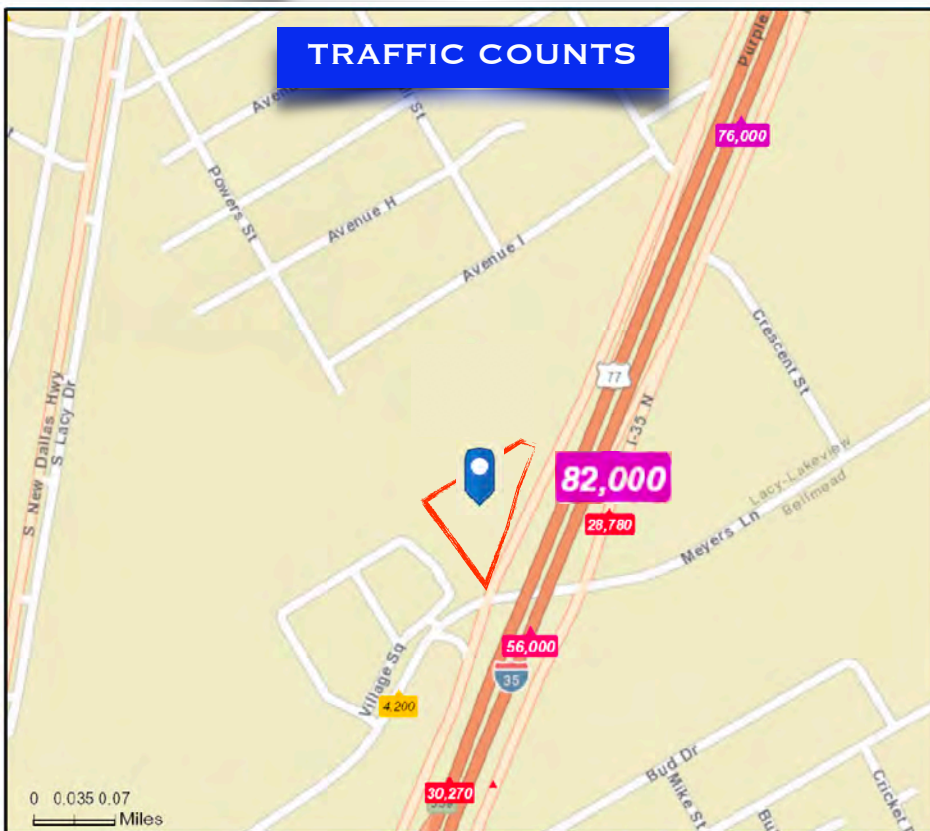 TRAFFIC COUNTS
Purple
76,000
Powers St
Avenue H
Avenue I
Crescent St
S New Dallas Hwy
S Lacy Dr
77
I-35 N
82,000
28,780
Lacy-Lakeview
Bellmead
Meyers Ln
56,000
35
Village Sq
4,200
30,270
Bud Dr
Mike St
0 0.035 0.07
Miles